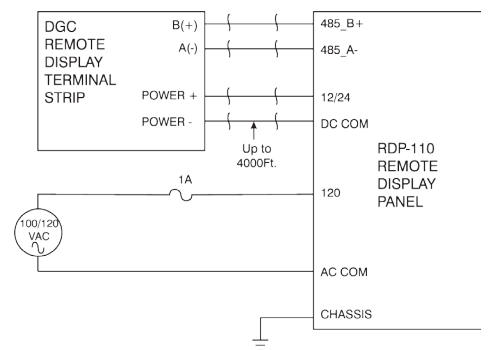 DGC
REMOTE
DISPLAY
TERMINAL
STRIP
B(+)
A(-)
POWER +
POWER -
485_B+
485_A-
12/24
DC COM
Up to
4000Ft.
RDP-110
REMOTE
DISPLAY
PANEL
1A
120
100/120
VAC
AC COM
CHASSIS